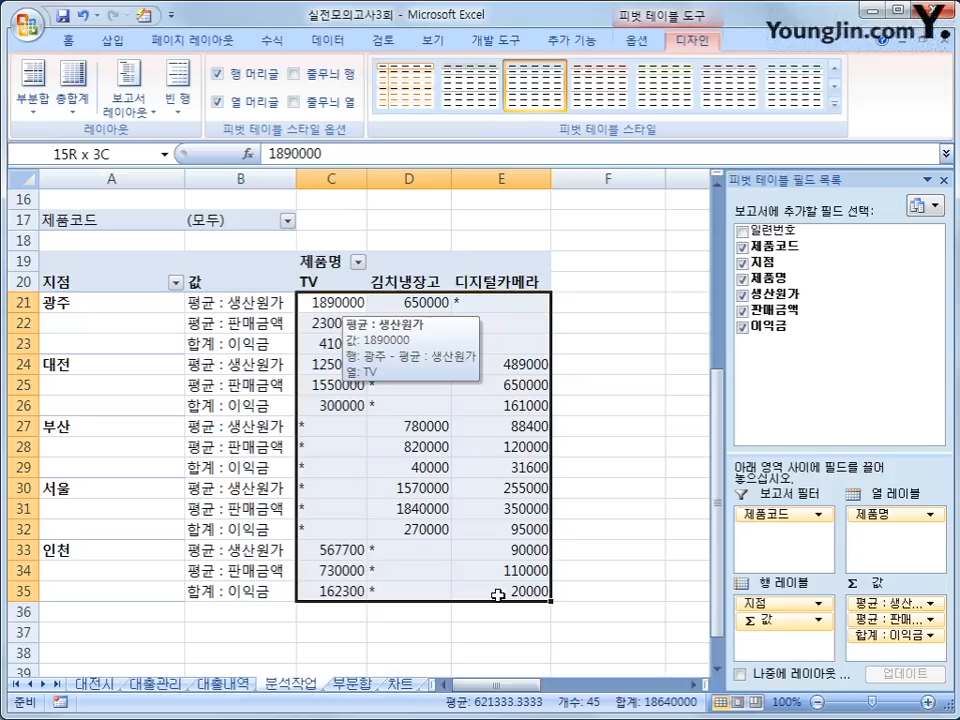 실전모의고사3회 - Microsoft Excel
피벗 테이블 도구
YoungJin.com Y.
홈 삽입 페이지 레이아웃 수식 데이터 검토 보기 개발 도구 추가 기능 옵션 디자인
부분합 총합계 보고서 레이아웃 빈 행
행 머리글 줄무늬 행
열 머리글 줄무늬 열
레이아웃 피벗 테이블 스타일 옵션 피벗 테이블 스타일
15R x 3C fx 1890000
A B C D E F
피벗 테이블 필드 목록
16
17 제품코드 (모두)
18
19 제품명
20 지점 값 TV 김치냉장고 디지털카메라
21 광주 평균 : 생산원가 1890000 650000 *
22 평균 : 판매금액 2300
23 합계 : 이익금 410
24 대전 평균 : 생산원가 1250 489000
25 평균 : 판매금액 1550000 * 650000
26 합계 : 이익금 300000 * 161000
27 부산 평균 : 생산원가 * 780000 88400
28 평균 : 판매금액 * 820000 120000
29 합계 : 이익금 * 40000 31600
30 서울 평균 : 생산원가 * 1570000 255000
31 평균 : 판매금액 * 1840000 350000
32 합계 : 이익금 * 270000 95000
33 인천 평균 : 생산원가 567700 * 90000
34 평균 : 판매금액 730000 * 110000
35 합계 : 이익금 162300 * 20000
36
37
38
39
평균 : 생산원가
값: 1890000
행: 광주 - 평균 : 생산원가
열: TV
보고서에 추가할 필드 선택:
일련번호
제품코드
지점
제품명
생산원가
판매금액
이익금
아래 영역 사이에 필드를 끌어
놓으십시오.
보고서 필터 열 레이블
제품코드 제품명
행 레이블 Σ 값
지점 평균 : 생산...
Σ 값 평균 : 판매...
합계 : 이익금
나중에 레이아웃 ... 업데이트
대전시 대출관리 대출내역 분석작업 부분합 차트
준비 평균: 621333.3333 개수: 45 합계: 18640000 100%